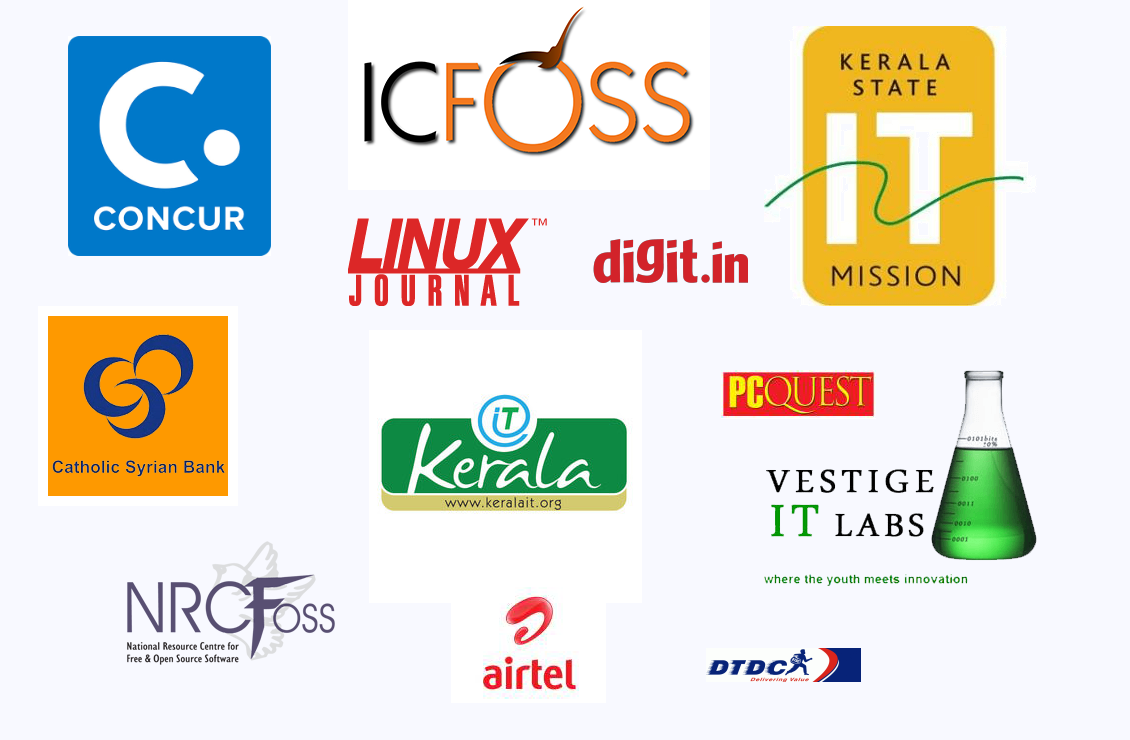 C.
CONCUR
ICFOSS
KERALA
STATE
IT
MISSION
LINUX™
JOURNAL
digit.in
Catholic Syrian Bank
iT
Kerala
www.keralait.org
PCQUEST
VESTIGE
IT LABS
0101bits
0100
0011
0010
0001
where the youth meets innovation
NRCFOSS
National Resource Centre for
Free & Open Source Software
airtel
DTDC
Delivering Value